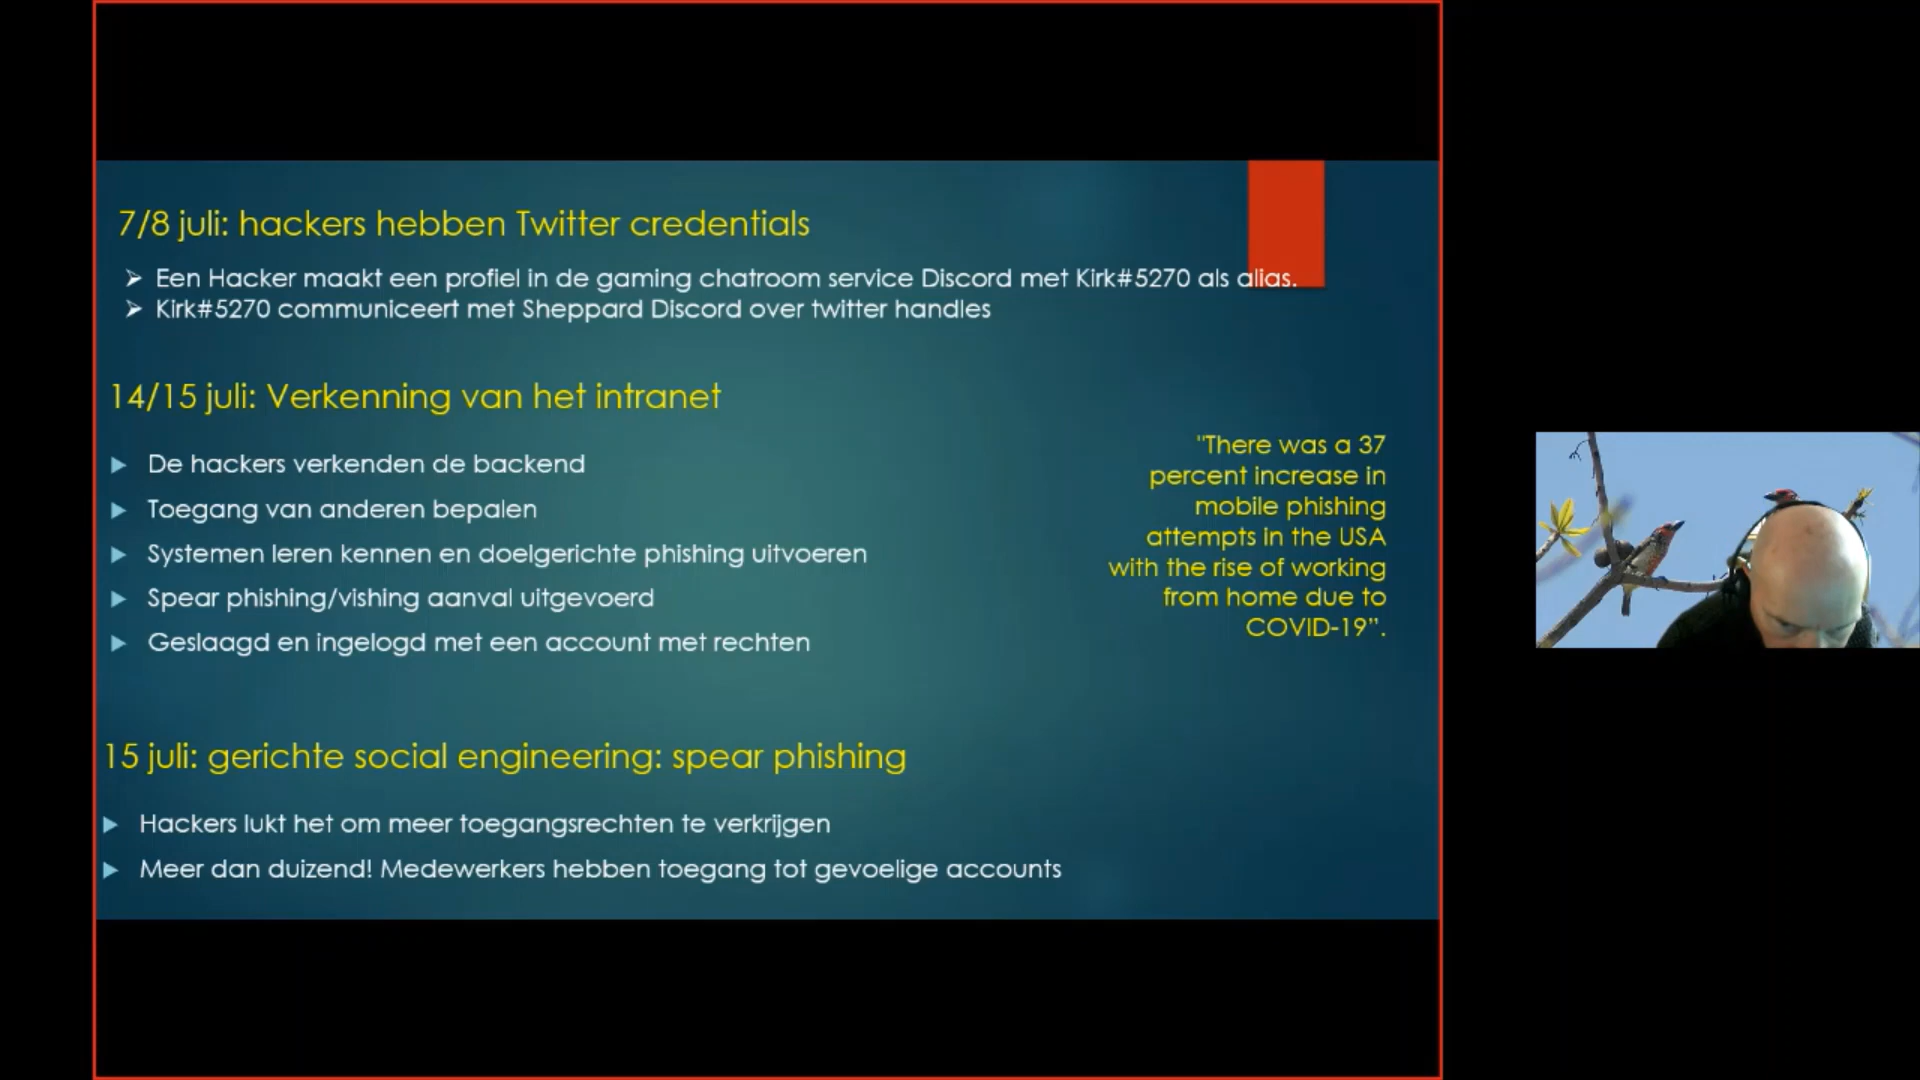 7/8 juli: hackers hebben Twitter credentials
Een Hacker maakt een profiel in de gaming chatroom service Discord met Kirk#5270 als alias.
Kirk#5270 communiceert met Sheppard Discord over twitter handles
14/15 juli: Verkenning van het intranet
De hackers verkenden de backend
Toegang van anderen bepalen
Systemen leren kennen en doelgerichte phishing uitvoeren
Spear phishing/vishing aanval uitgevoerd
Geslaagd en ingelogd met een account met rechten
"There was a 37
percent increase in
mobile phishing
attempts in the USA
with the rise of working
from home due to
COVID-19”.
15 juli: gerichte social engineering: spear phishing
Hackers lukt het om meer toegangsrechten te verkrijgen
Meer dan duizend! Medewerkers hebben toegang tot gevoelige accounts